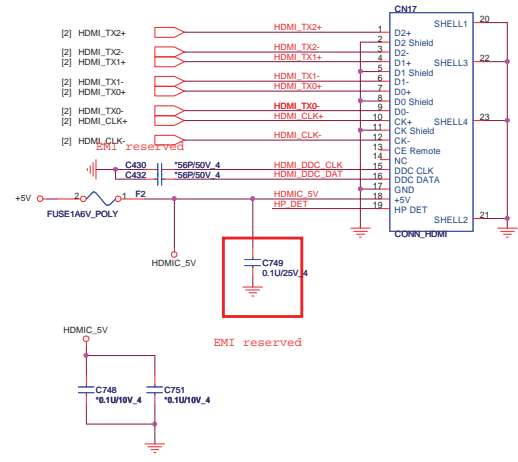 CN17
[2] HDMI_TX2+ HDMI_TX2+ 1 D2+ SHELL1 20
2 D2 Shield
[2] HDMI_TX2- HDMI_TX2- 3 D2-
[2] HDMI_TX1+ HDMI_TX1+ 4 D1+ SHELL3 22
5 D1 Shield
[2] HDMI_TX1- HDMI_TX1- 6 D1-
[2] HDMI_TX0+ HDMI_TX0+ 7 D0+
8 D0 Shield
[2] HDMI_TX0- HDMI_TX0- 9 D0-
[2] HDMI_CLK+ HDMI_CLK+ 10 CK+ SHELL4 23
11 CK Shield
[2] HDMI_CLK- HDMI_CLK- 12 CK-
EMI reserved 13 CE Remote
14 NC
C430 *56P/50V_4 HDMI_DDC_CLK 15 DDC CLK
C432 *56P/50V_4 HDMI_DDC_DAT 16 DDC DATA
17 GND
+5V 2 1 F2 HDMIC_5V 18 +5V
FUSE1A6V_POLY HP_DET 19 HP DET
SHELL2 21
CONN_HDMI
HDMIC_5V
C749
0.1U/25V_4
EMI reserved
HDMIC_5V
C748 C751
*0.1U/10V_4 *0.1U/10V_4